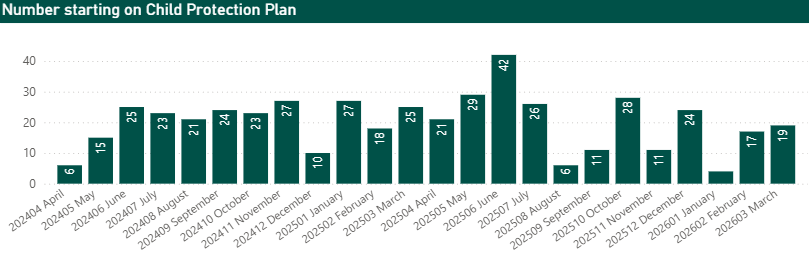 Number starting on Child Protection Plan
40
30
20
10
0
6
15
25
23
21
24
23
27
10
27
18
25
21
29
42
26
6
11
28
11
24
17
19
202404 April
202405 May
202406 June
202407 July
202408 August
202409 September
202410 October
202411 November
202412 December
202501 January
202502 February
202503 March
202504 April
202505 May
202506 June
202507 July
202508 August
202509 September
202510 October
202511 November
202512 December
202601 January
202602 February
202603 March